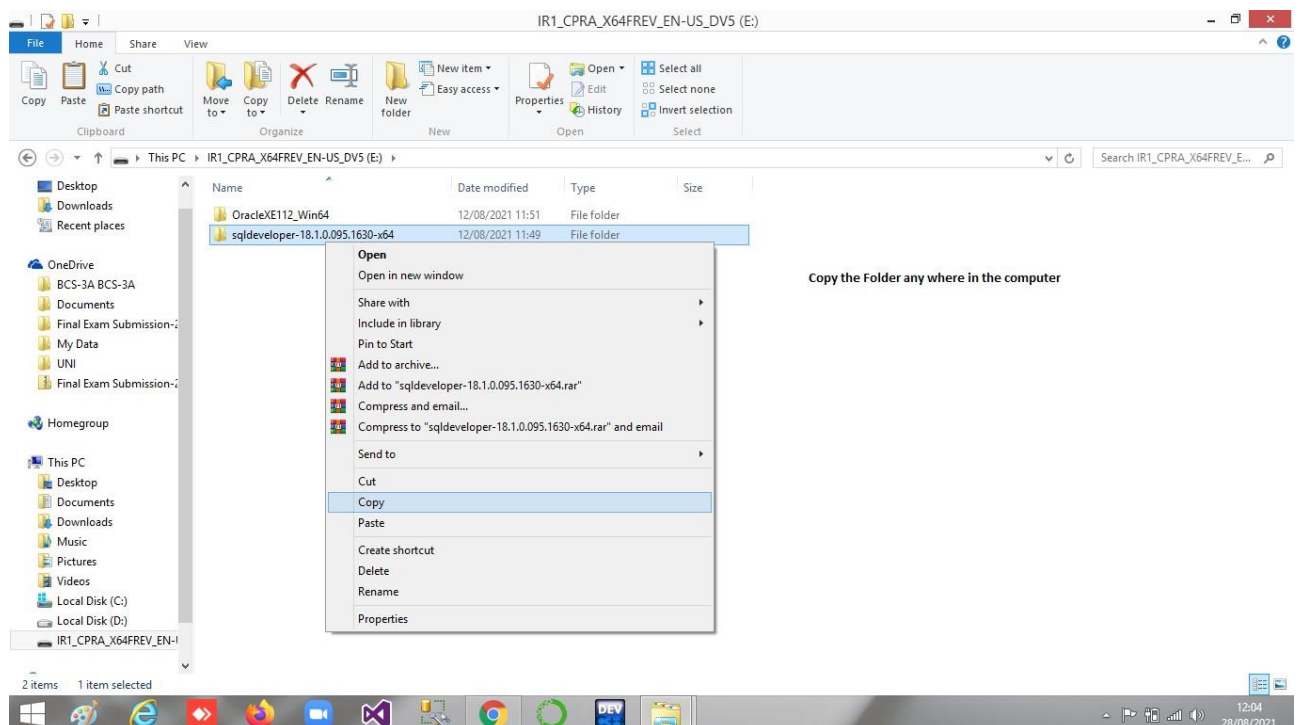 IR1_CPRA_X64FREV_EN-US_DV5 (E:)
File Home Share View
Copy
Paste
Cut
Copy path
Paste shortcut
Clipboard
Move to
Copy to
Delete
Rename
Organize
New folder
New item
Easy access
New
Properties
Open
Edit
History
Open
Select all
Select none
Invert selection
Select
This PC IR1_CPRA_X64FREV_EN-US_DV5 (E:)
Search IR1_CPRA_X64FREV_E...
Desktop
Downloads
Recent places
OneDrive
BCS-3A BCS-3A
Documents
Final Exam Submission-2
My Data
UNI
Final Exam Submission-2
Homegroup
This PC
Desktop
Documents
Downloads
Music
Pictures
Videos
Local Disk (C:)
Local Disk (D:)
IR1_CPRA_X64FREV_EN-U
Name Date modified Type Size
OracleXE112_Win64 12/08/2021 11:51 File folder
sqldeveloper-18.1.0.095.1630-x64 12/08/2021 11:49 File folder
Open
Open in new window
Share with
Include in library
Pin to Start
Add to archive...
Add to "sqldeveloper-18.1.0.095.1630-x64.rar"
Compress and email...
Compress to "sqldeveloper-18.1.0.095.1630-x64.rar" and email
Send to
Cut
Copy
Paste
Create shortcut
Delete
Rename
Properties
Copy the Folder any where in the computer
2 items 1 item selected
DEV
12:04
28/08/2021